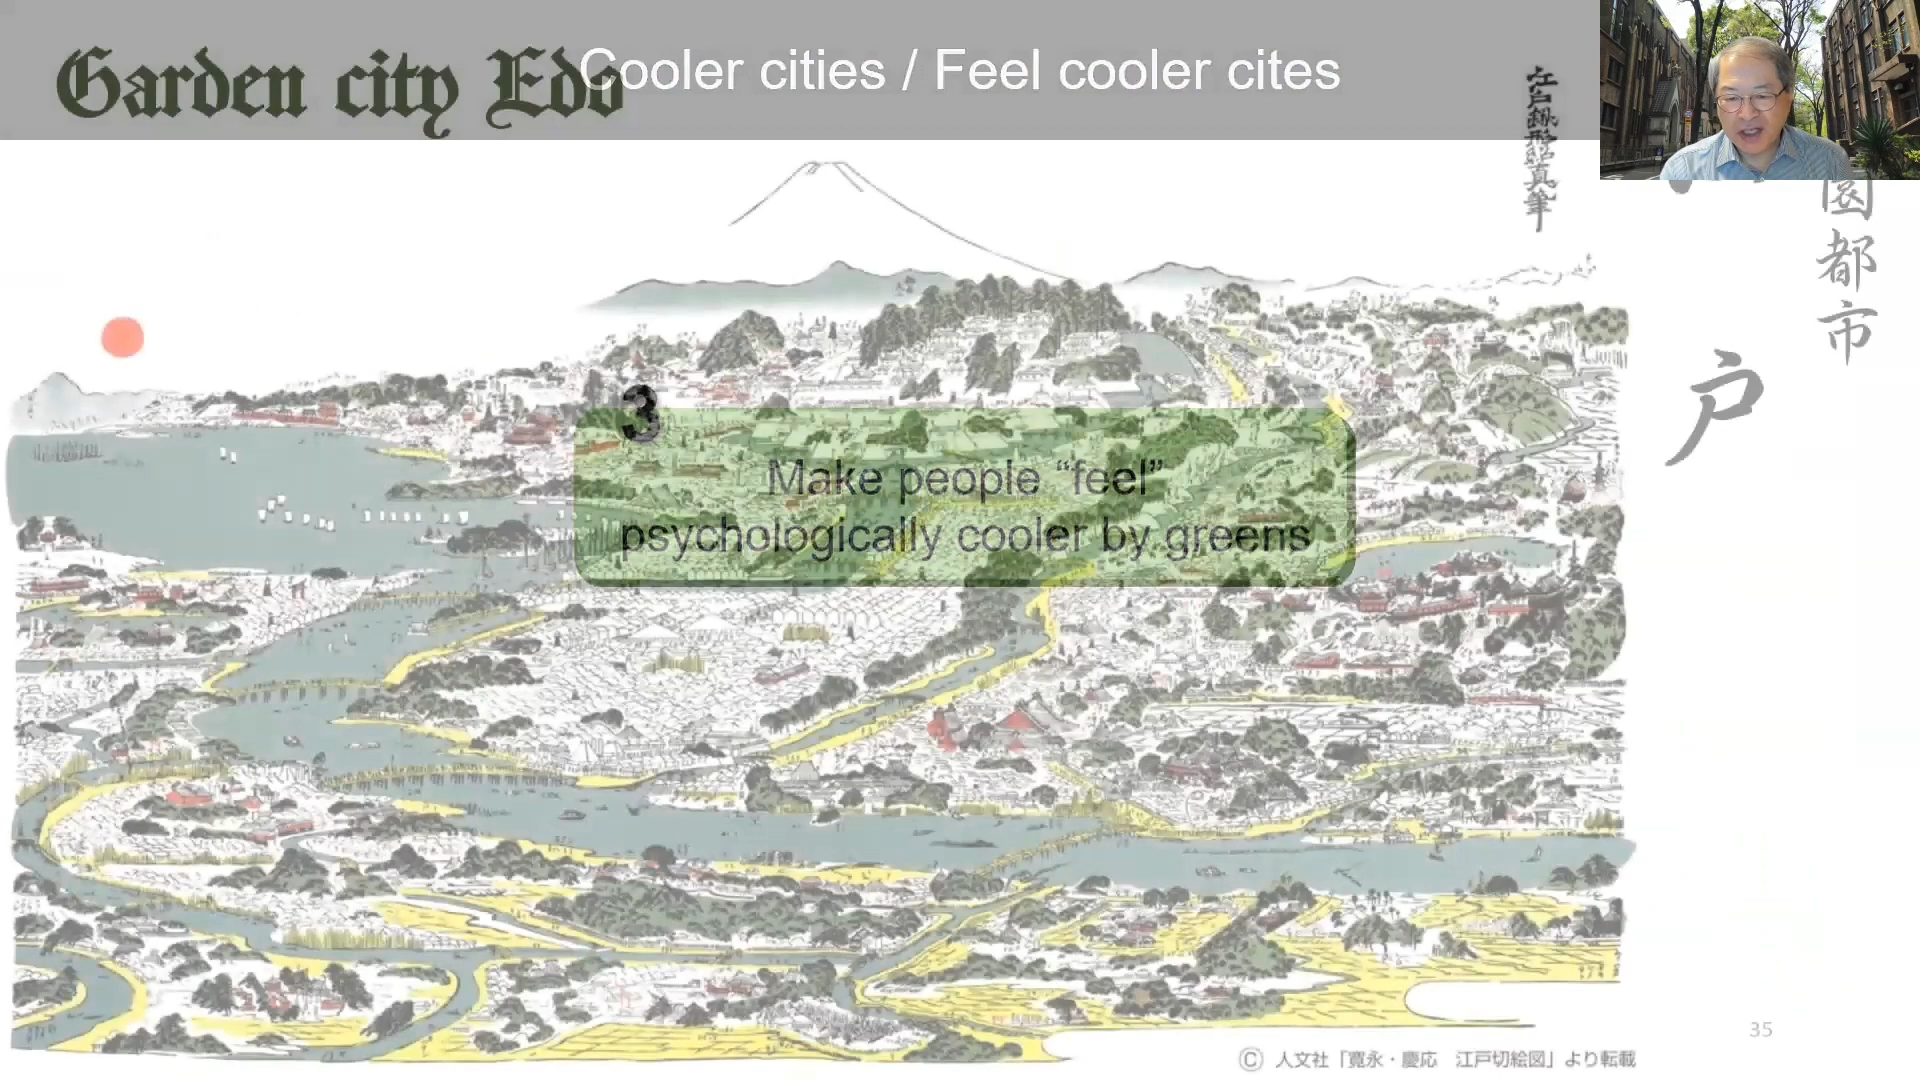 Garden city Edo
Cooler cities / Feel cooler cites
園都市
戸
3
Make people “feel”
psychologically cooler by greens
35
Ⓒ 人文社「寛永・慶応 江戸切絵図」より転載